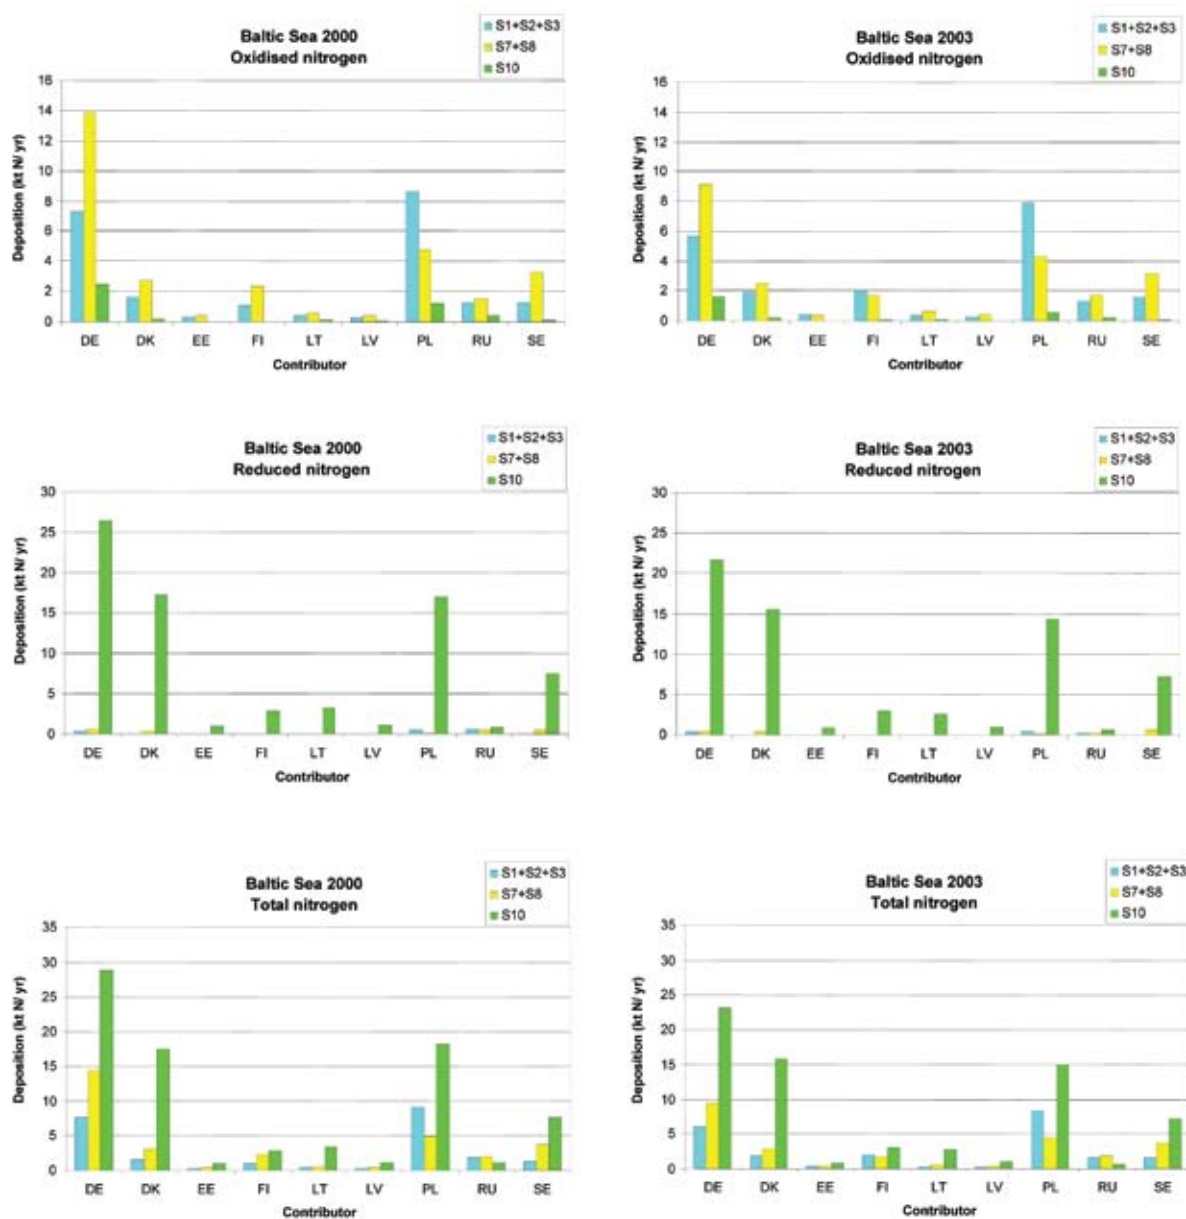 Baltic Sea 2000
Oxidised nitrogen
S1+S2+S3
S7+S8
S10
Deposition (kt N/ yr)
16
14
12
10
8
6
4
2
0
DE DK EE FI LT LV PL RU SE
Contributor
Baltic Sea 2003
Oxidised nitrogen
S1+S2+S3
S7+S8
S10
Deposition (kt N/ yr)
16
14
12
10
8
6
4
2
0
DE DK EE FI LT LV PL RU SE
Contributor
Baltic Sea 2000
Reduced nitrogen
S1+S2+S3
S7+S8
S10
Deposition (kt N/ yr)
30
25
20
15
10
5
0
DE DK EE FI LT LV PL RU SE
Contributor
Baltic Sea 2003
Reduced nitrogen
S1+S2+S3
S7+S8
S10
Deposition (kt N/ yr)
30
25
20
15
10
5
0
DE DK EE FI LT LV PL RU SE
Contributor
Baltic Sea 2000
Total nitrogen
S1+S2+S3
S7+S8
S10
Deposition (kt N/ yr)
35
30
25
20
15
10
5
0
DE DK EE FI LT LV PL RU SE
Contributor
Baltic Sea 2003
Total nitrogen
S1+S2+S3
S7+S8
S10
Deposition (kt N/ yr)
35
30
25
20
15
10
5
0
DE DK EE FI LT LV PL RU SE
Contributor